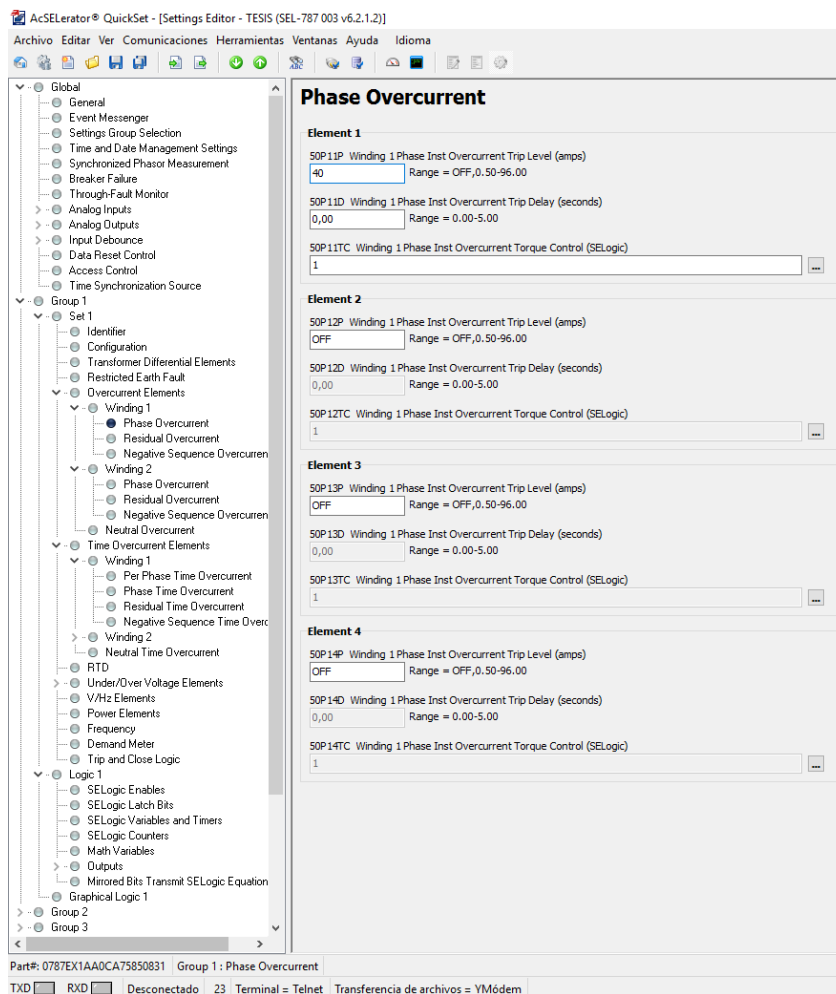 AcSELerator® QuickSet - [Settings Editor - TESIS (SEL-787 003 v6.2.1.2)]
Archivo Editar Ver Comunicaciones Herramientas Ventanas Ayuda Idioma
Global
General
Event Messenger
Settings Group Selection
Time and Date Management Settings
Synchronized Phasor Measurement
Breaker Failure
Through-Fault Monitor
Analog Inputs
Analog Outputs
Input Debounce
Data Reset Control
Access Control
Time Synchronization Source
Group 1
Set 1
Identifier
Configuration
Transformer Differential Elements
Restricted Earth Fault
Overcurrent Elements
Winding 1
Phase Overcurrent
Residual Overcurrent
Negative Sequence Overcurren
Winding 2
Phase Overcurrent
Residual Overcurrent
Negative Sequence Overcurren
Neutral Overcurrent
Time Overcurrent Elements
Winding 1
Per Phase Time Overcurrent
Phase Time Overcurrent
Residual Time Overcurrent
Negative Sequence Time Overc
Winding 2
Neutral Time Overcurrent
RTD
Under/Over Voltage Elements
V/Hz Elements
Power Elements
Frequency
Demand Meter
Trip and Close Logic
Logic 1
SELogic Enables
SELogic Latch Bits
SELogic Variables and Timers
SELogic Counters
Math Variables
Outputs
Mirrored Bits Transmit SELogic Equation
Graphical Logic 1
Group 2
Group 3
Phase Overcurrent
Element 1
50P11P Winding 1 Phase Inst Overcurrent Trip Level (amps)
40 Range = OFF,0.50-96.00
50P11D Winding 1 Phase Inst Overcurrent Trip Delay (seconds)
0,00 Range = 0.00-5.00
50P11TC Winding 1 Phase Inst Overcurrent Torque Control (SELogic)
1 ...
Element 2
50P12P Winding 1 Phase Inst Overcurrent Trip Level (amps)
OFF Range = OFF,0.50-96.00
50P12D Winding 1 Phase Inst Overcurrent Trip Delay (seconds)
0,00 Range = 0.00-5.00
50P12TC Winding 1 Phase Inst Overcurrent Torque Control (SELogic)
1 ...
Element 3
50P13P Winding 1 Phase Inst Overcurrent Trip Level (amps)
OFF Range = OFF,0.50-96.00
50P13D Winding 1 Phase Inst Overcurrent Trip Delay (seconds)
0,00 Range = 0.00-5.00
50P13TC Winding 1 Phase Inst Overcurrent Torque Control (SELogic)
1 ...
Element 4
50P14P Winding 1 Phase Inst Overcurrent Trip Level (amps)
OFF Range = OFF,0.50-96.00
50P14D Winding 1 Phase Inst Overcurrent Trip Delay (seconds)
0,00 Range = 0.00-5.00
50P14TC Winding 1 Phase Inst Overcurrent Torque Control (SELogic)
1 ...
Part#: 0787EX1AA0CA75850831 Group 1 : Phase Overcurrent
TXD RXD Desconectado 23 Terminal = Telnet Transferencia de archivos = YMódem